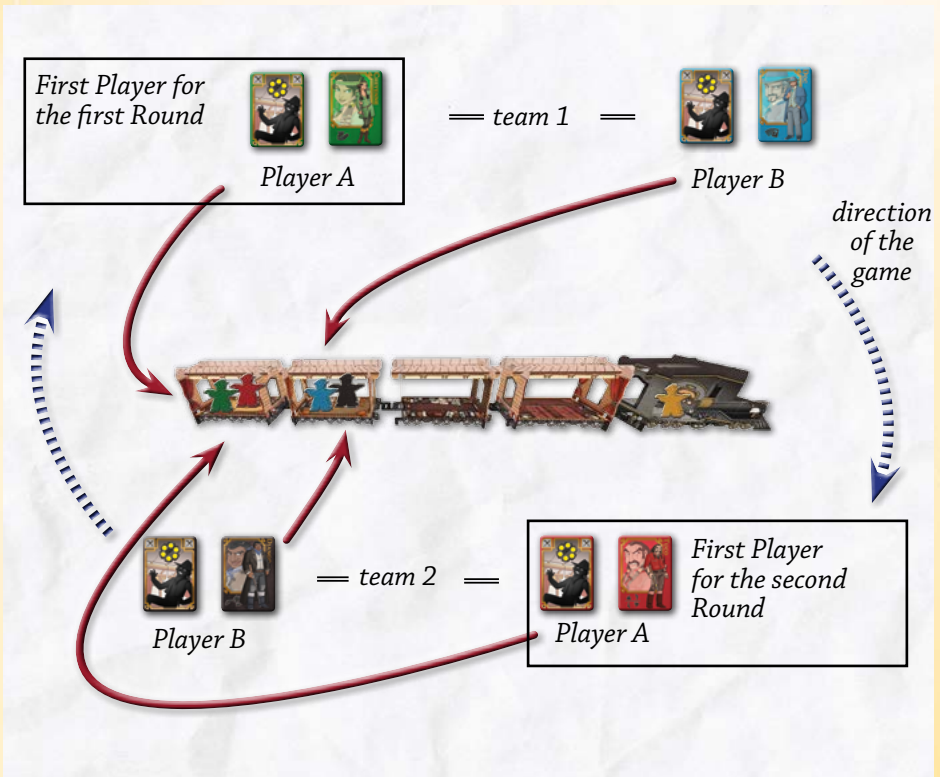 First Player for
the first Round
Player A
team 1
Player B
direction
of the
game
Player B
team 2
Player A
First Player
for the second
Round